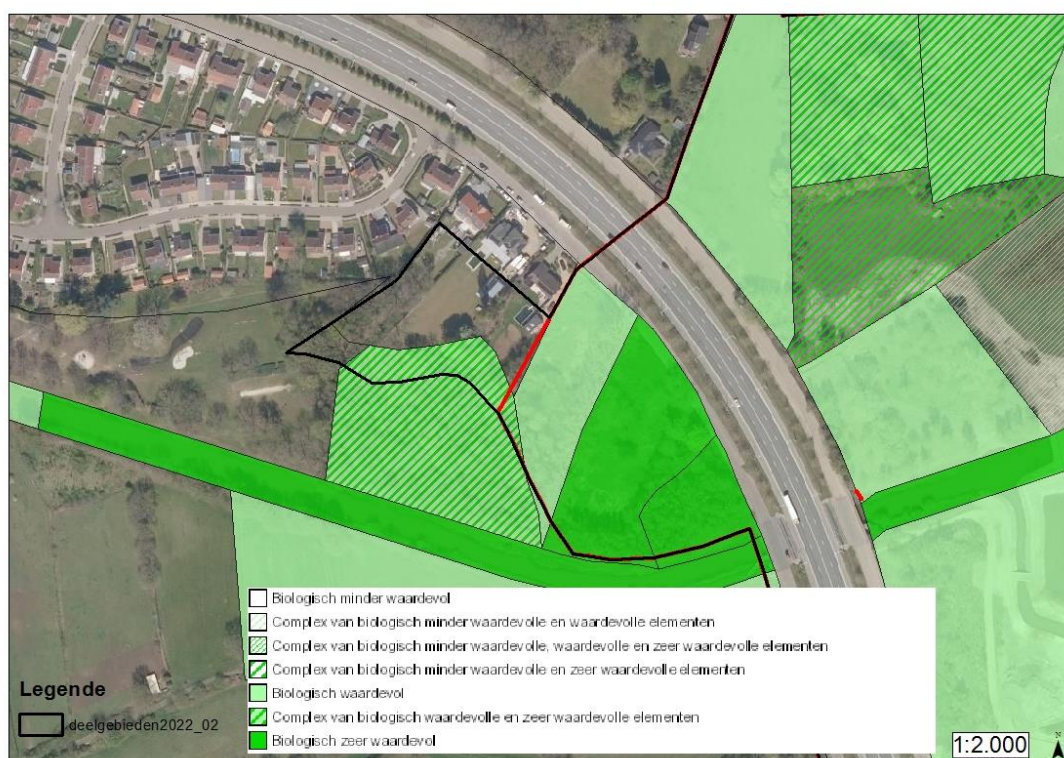 Biologisch minder waardevol
Complex van biologisch minder waardevolle en waardevolle elementen
Complex van biologisch minder waardevolle, waardevolle en zeer waardevolle elementen
Complex van biologisch minder waardevolle en zeer waardevolle elementen
Biologisch waardevol
Complex van biologisch waardevolle en zeer waardevolle elementen
Biologisch zeer waardevol
Legende
deelgebieden2022_02
1:2.000
N